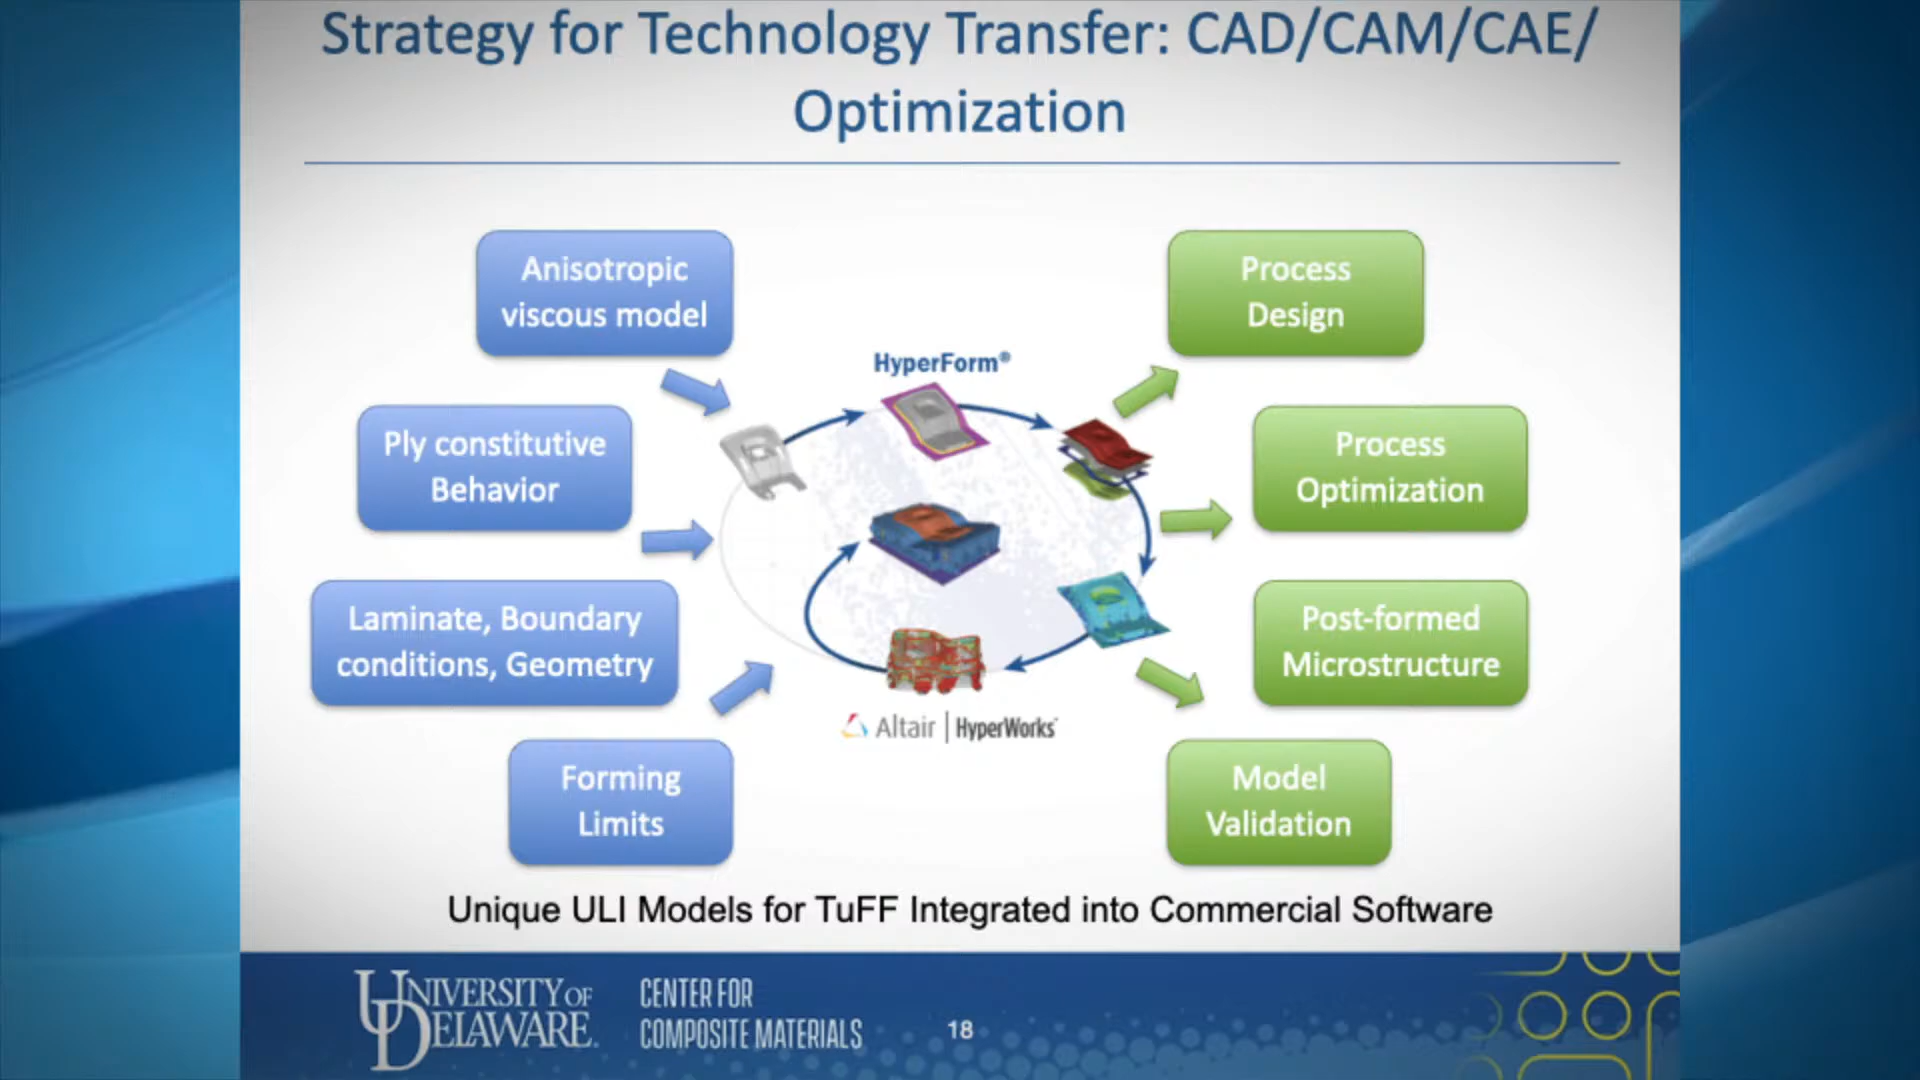 Strategy for Technology Transfer: CAD/CAM/CAE/
Optimization
Anisotropic
viscous model
Ply constitutive
Behavior
Laminate, Boundary
conditions, Geometry
Forming
Limits
HyperForm®
Altair | HyperWorks
Process
Design
Process
Optimization
Post-formed
Microstructure
Model
Validation
Unique ULI Models for TuFF Integrated into Commercial Software
UNIVERSITY OF
DELAWARE.
CENTER FOR
COMPOSITE MATERIALS
18